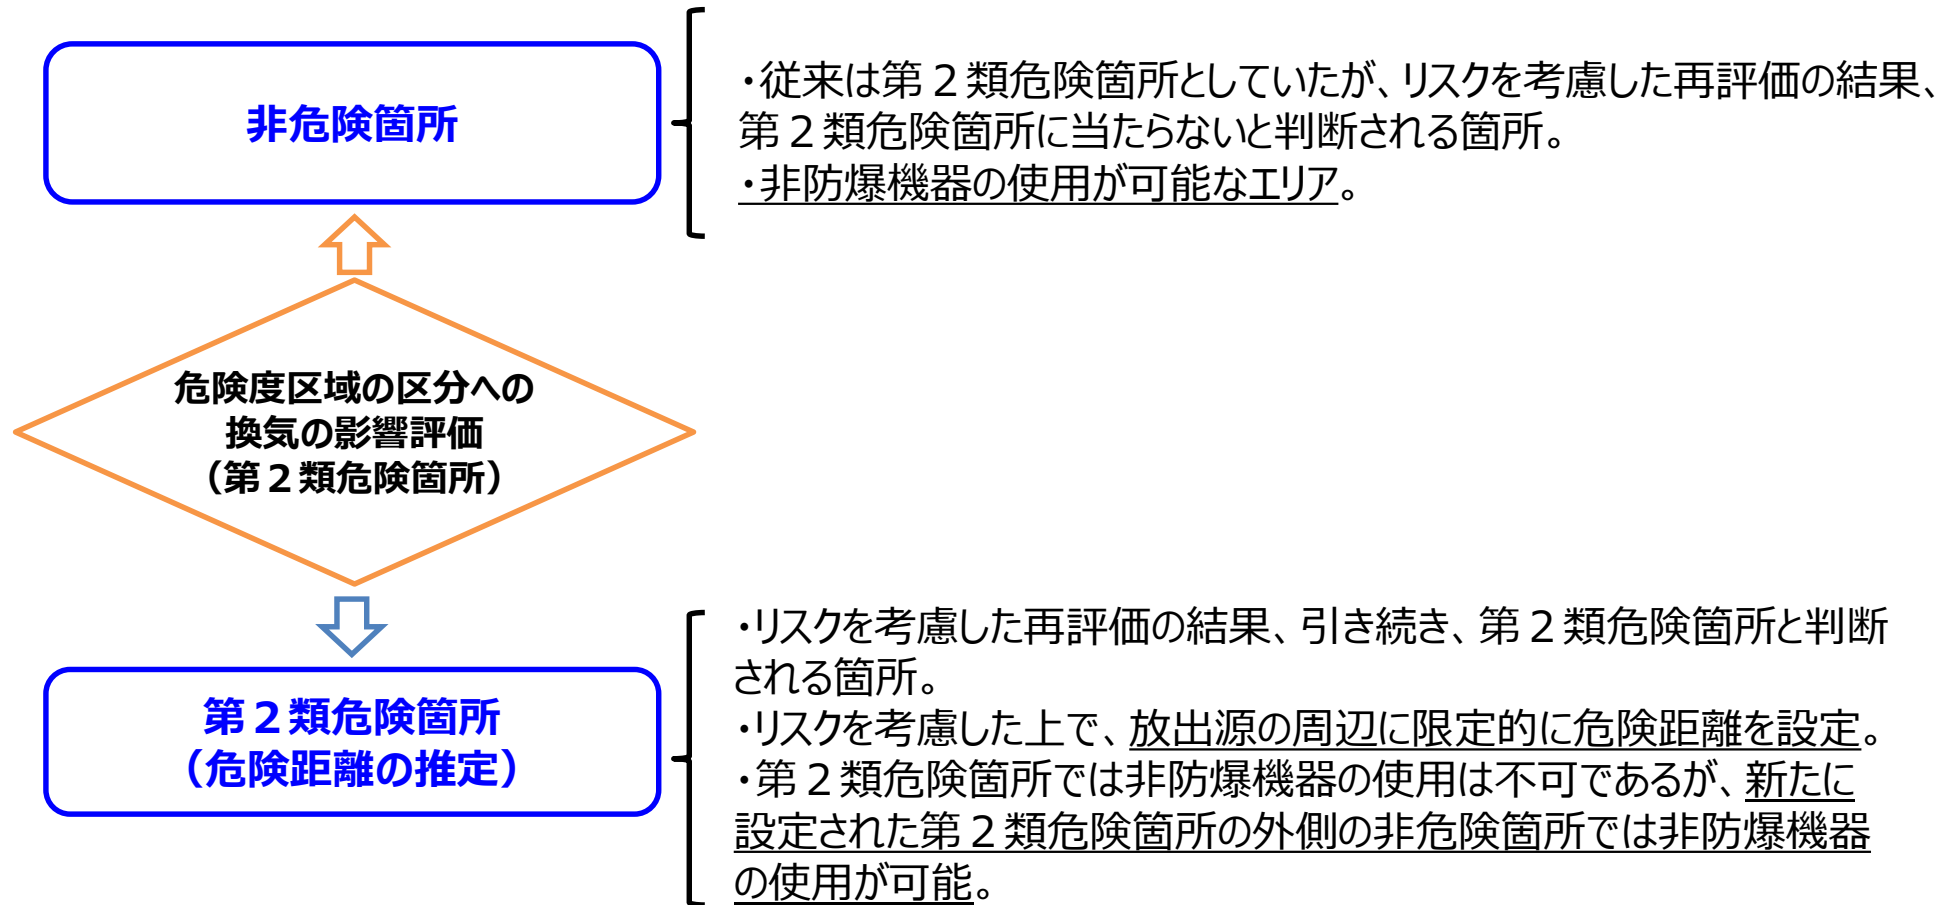 非危険箇所
・従来は第２類危険箇所としていたが、リスクを考慮した再評価の結果、
第２類危険箇所に当たらないと判断される箇所。
・非防爆機器の使用が可能なエリア。
危険度区域の区分への
換気の影響評価
（第２類危険箇所）
第２類危険箇所
（危険距離の推定）
・リスクを考慮した再評価の結果、引き続き、第２類危険箇所と判断
される箇所。
・リスクを考慮した上で、放出源の周辺に限定的に危険距離を設定。
・第２類危険箇所では非防爆機器の使用は不可であるが、新たに
設定された第２類危険箇所の外側の非危険箇所では非防爆機器
の使用が可能。